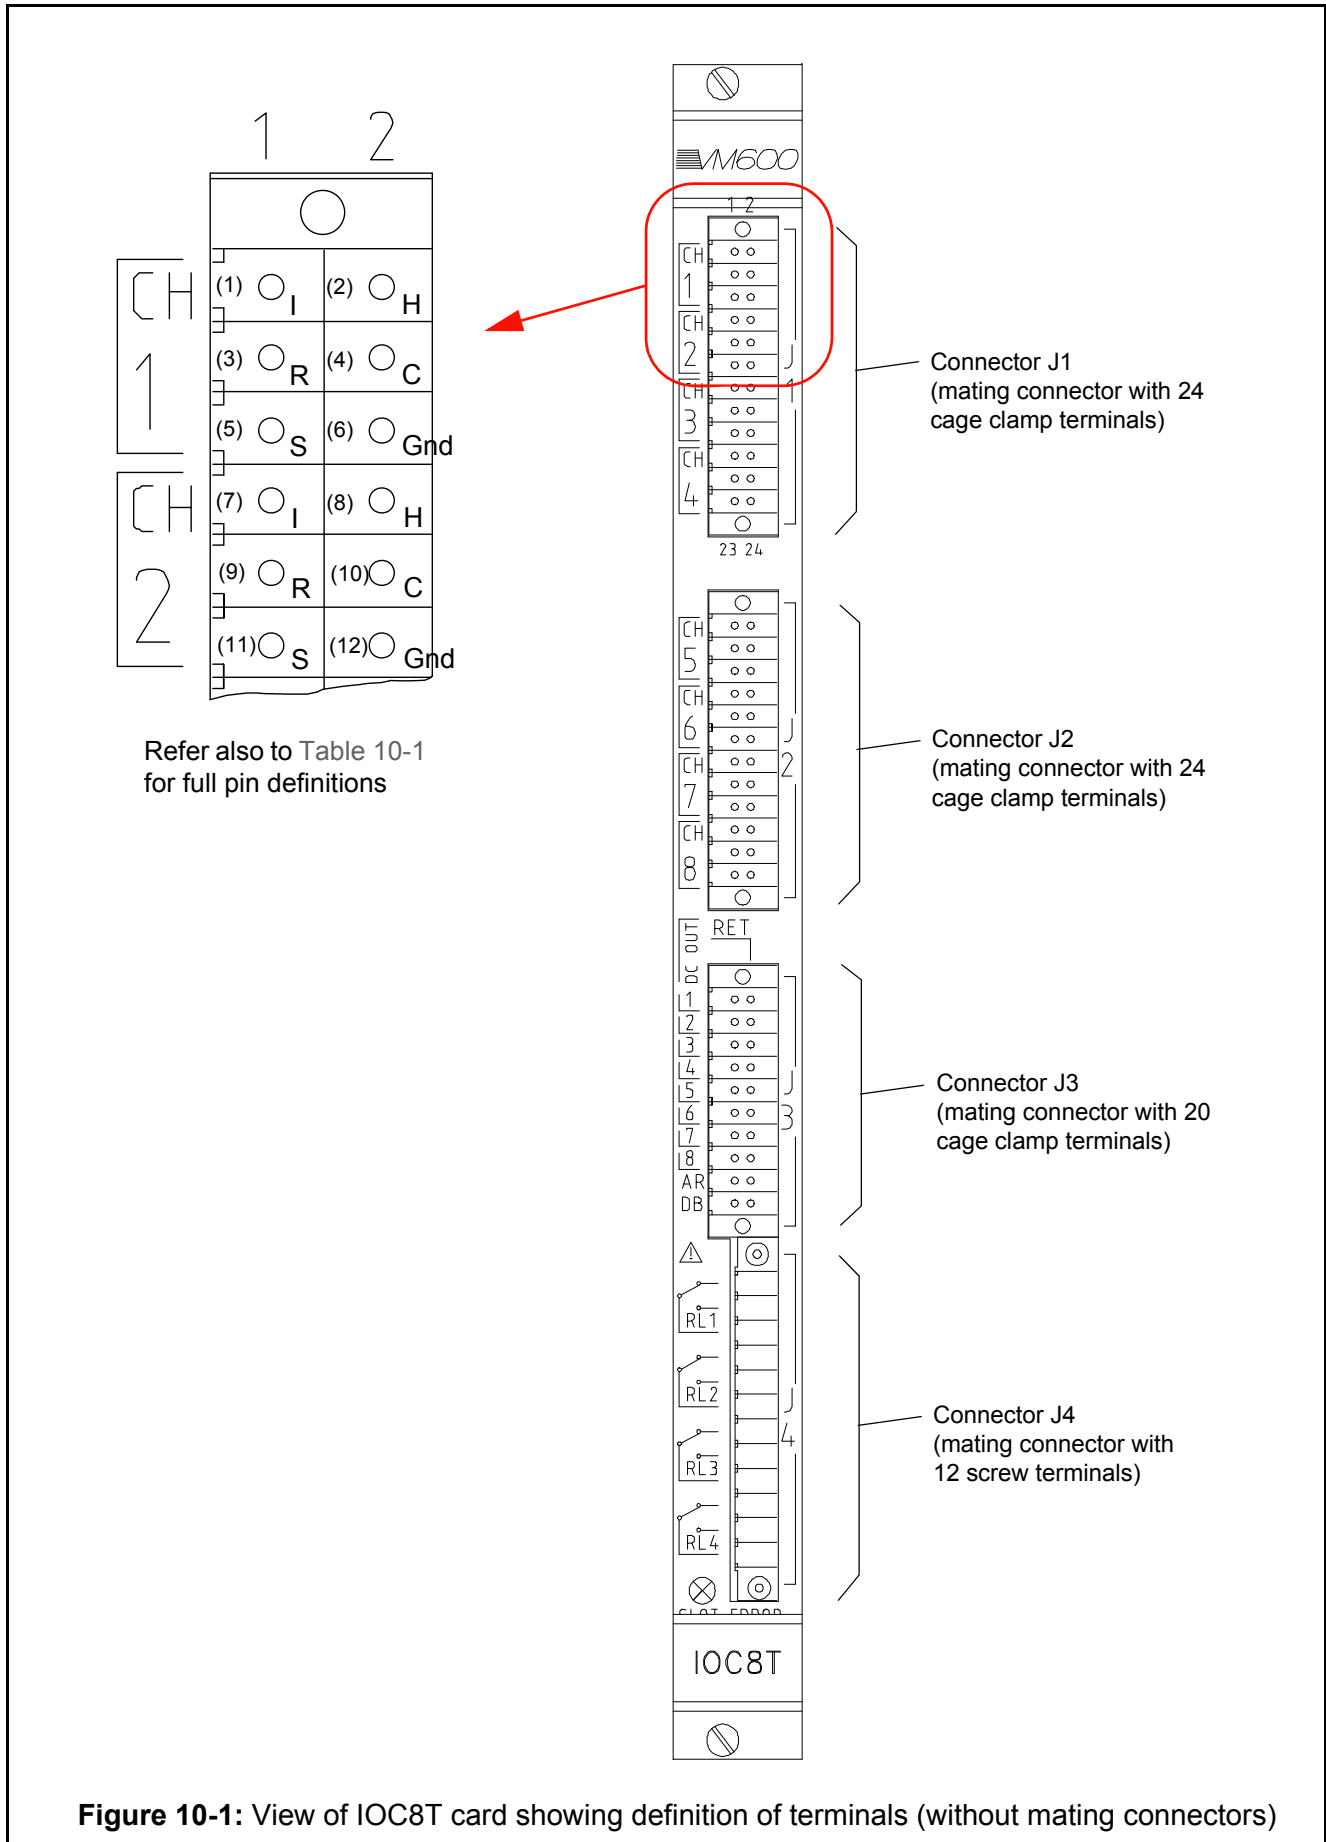 1 2
CH
1
(1) I (2) H
(3) R (4) C
(5) S (6) Gnd
CH
2
(7) I (8) H
(9) R (10) C
(11) S (12) Gnd
Refer also to Table 10-1
for full pin definitions
VM600
1 2
CH
1
CH
2
CH
3
CH
4
J
1
23 24
Connector J1
(mating connector with 24
cage clamp terminals)
CH
5
CH
6
CH
7
CH
8
J
2
Connector J2
(mating connector with 24
cage clamp terminals)
DC OUT
RET
1
2
3
4
5
6
7
8
AR
DB
J
3
Connector J3
(mating connector with 20
cage clamp terminals)
RL1
RL2
RL3
RL4
J
4
Connector J4
(mating connector with
12 screw terminals)
SLOT ERROR
IOC8T
Figure 10-1: View of IOC8T card showing definition of terminals (without mating connectors)